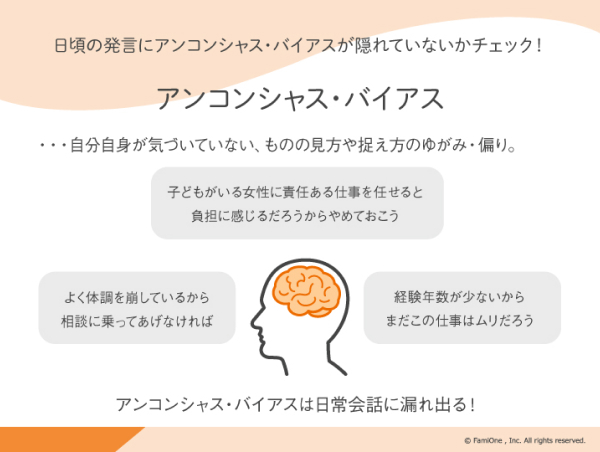 日頃の発言にアンコンシャス・バイアスが隠れていないかチェック！
アンコンシャス・バイアス
・・・自分自身が気づいていない、ものの見方や捉え方のゆがみ・偏り。
子どもがいる女性に責任ある仕事を任せると
負担に感じるだろうからやめておこう
よく体調を崩しているから
相談に乗ってあげなければ
経験年数が少ないから
まだこの仕事はムリだろう
アンコンシャス・バイアスは日常会話に漏れ出る！
© FamiOne , Inc. All rights reserved.